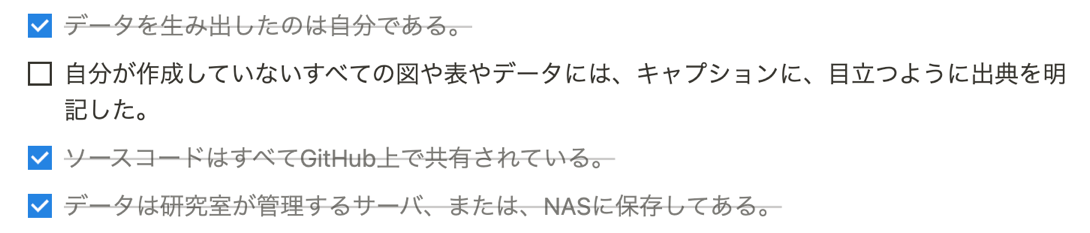 データを生み出したのは自分である。
自分が作成していないすべての図や表やデータには、キャプションに、目立つように出典を明
記した。
ソースコードはすべてGitHub上で共有されている。
データは研究室が管理するサーバ、または、NASに保存してある。